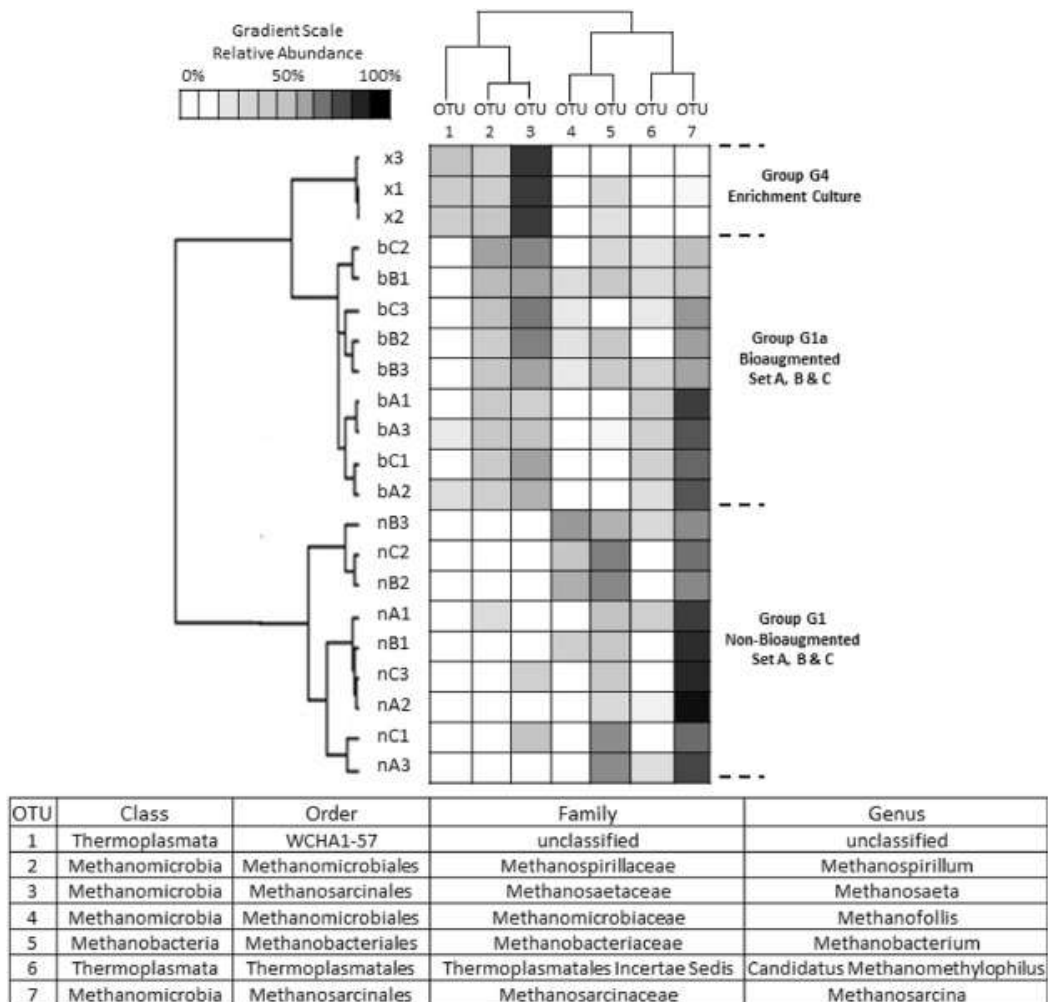 Gradient Scale
Relative Abundance
0% 50% 100%
OTU OTU OTU OTU OTU OTU OTU
1 2 3 4 5 6 7
x3
x1
x2
Group G4
Enrichment Culture
bC2
bB1
bC3
bB2
bB3
bA1
bA3
bC1
bA2
Group G1a
Bioaugmented
Set A, B & C
nB3
nC2
nB2
nA1
nB1
nC3
nA2
nC1
nA3
Group G1
Non-Bioaugmented
Set A, B & C
OTU Class Order Family Genus
1 Thermoplasmata WCHA1-57 unclassified unclassified
2 Methanomicrobia Methanomicrobiales Methanospirillaceae Methanospirillum
3 Methanomicrobia Methanosarcinales Methanosaetaceae Methanosaeta
4 Methanomicrobia Methanomicrobiales Methanomicrobiaceae Methanofollis
5 Methanobacteria Methanobacteriales Methanobacteriaceae Methanobacterium
6 Thermoplasmata Thermoplasmatales Thermoplasmatales Incertae Sedis Candidatus Methanomethylophilus
7 Methanomicrobia Methanosarcinales Methanosarcinaceae Methanosarcina